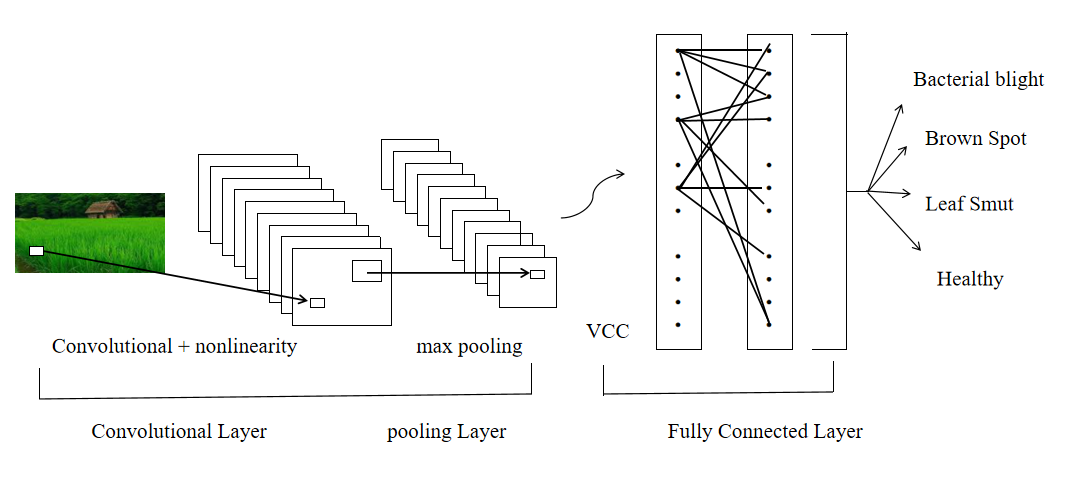 Bacterial blight
Brown Spot
Leaf Smut
Healthy
VCC
Convolutional + nonlinearity
max pooling
Convolutional Layer
pooling Layer
Fully Connected Layer